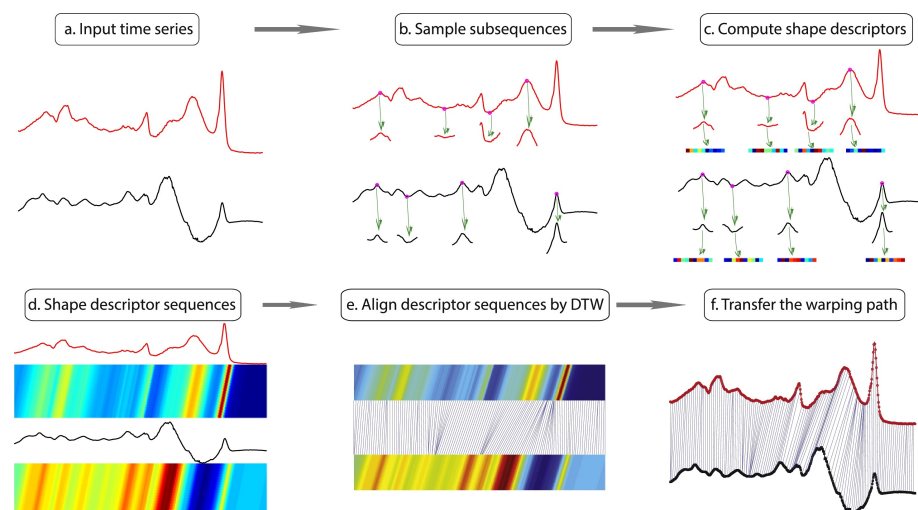 a. Input time series
b. Sample subsequences
c. Compute shape descriptors
d. Shape descriptor sequences
e. Align descriptor sequences by DTW
f. Transfer the warping path